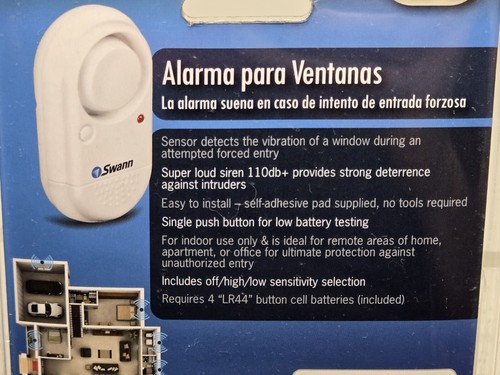 Swann
Alarma para Ventanas
La alarma suena en caso de intento de entrada forzosa
Sensor detects the vibration of a window during an
attempted forced entry
Super loud siren 110db+ provides strong deterrence
against intruders
Easy to install – self-adhesive pad supplied, no tools required
Single push button for low battery testing
For indoor use only & is ideal for remote areas of home,
apartment, or office for ultimate protection against
unauthorized entry
Includes off/high/low sensitivity selection
Requires 4 “LR44” button cell batteries (included)